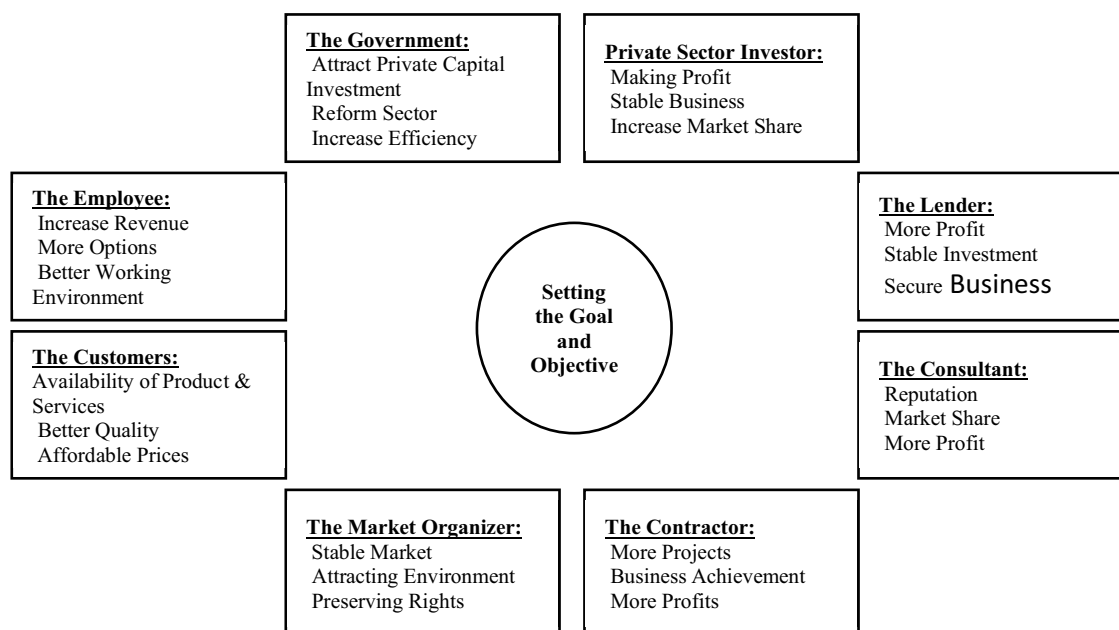 The Government:
Attract Private Capital
Investment
Reform Sector
Increase Efficiency
Private Sector Investor:
Making Profit
Stable Business
Increase Market Share
The Employee:
Increase Revenue
More Options
Better Working
Environment
The Lender:
More Profit
Stable Investment
Secure Business
Setting
the Goal
and
Objective
The Customers:
Availability of Product &
Services
Better Quality
Affordable Prices
The Consultant:
Reputation
Market Share
More Profit
The Market Organizer:
Stable Market
Attracting Environment
Preserving Rights
The Contractor:
More Projects
Business Achievement
More Profits